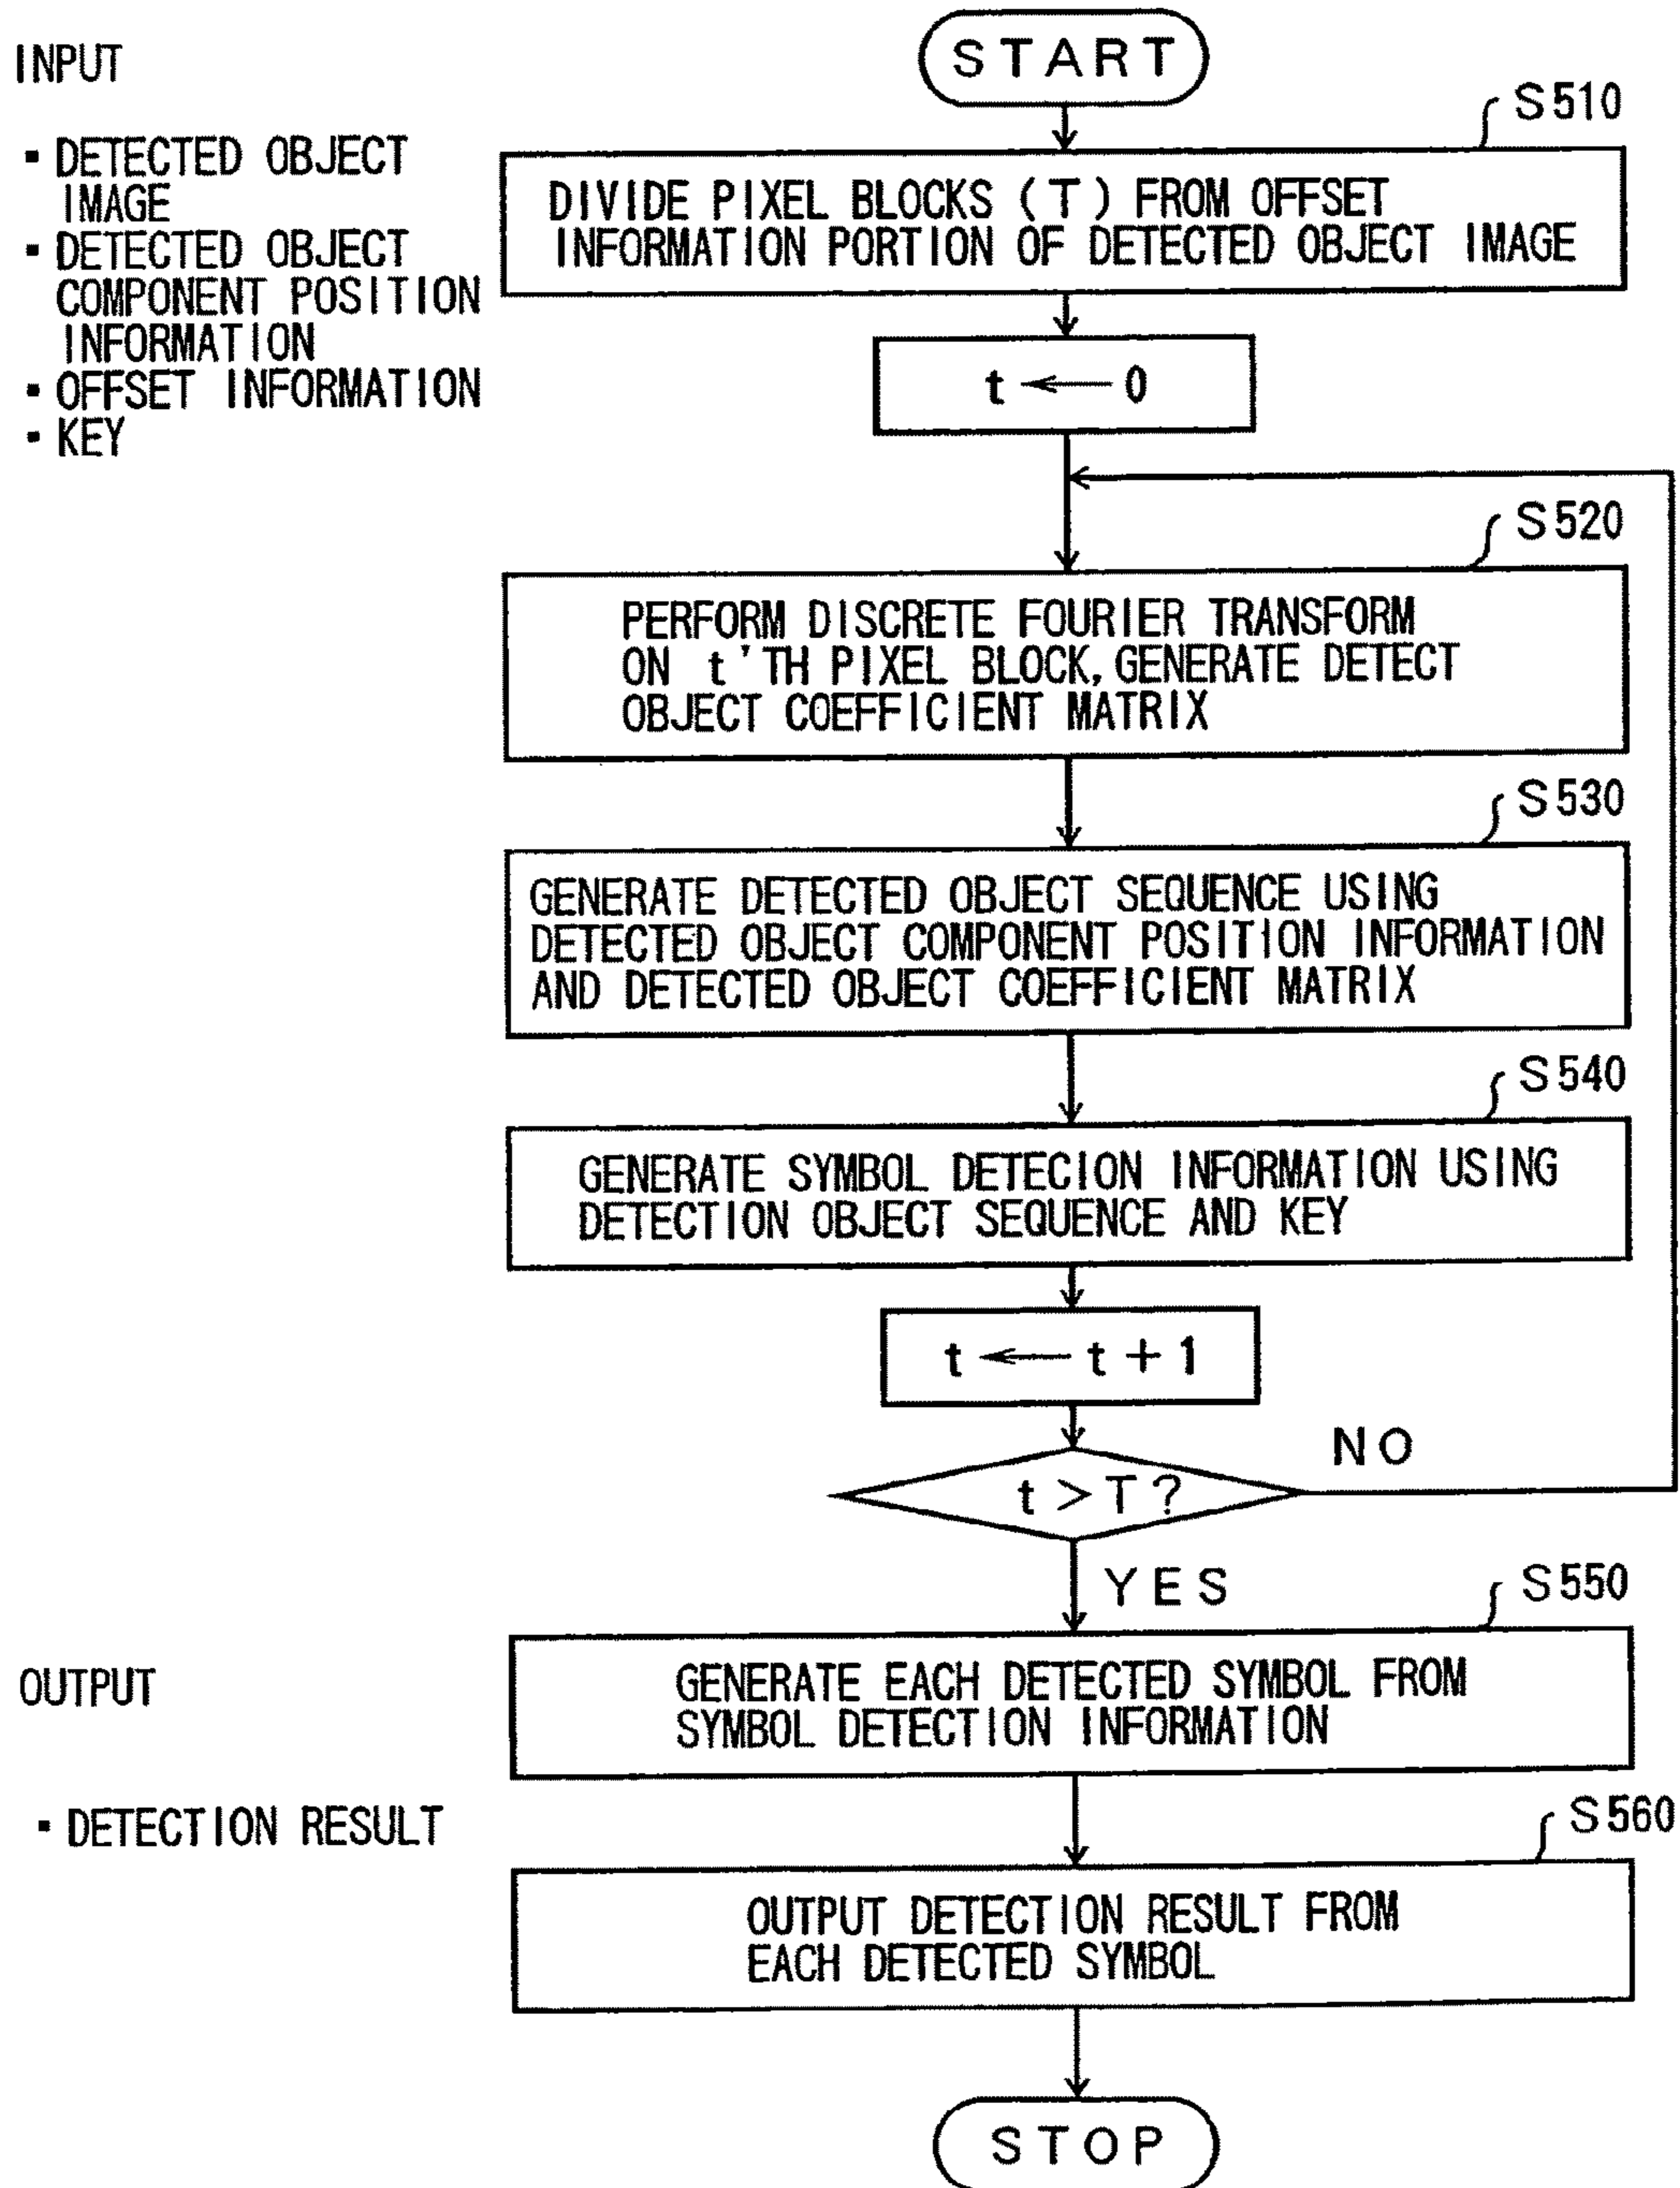 INPUT
▪ DETECTED OBJECT
IMAGE
▪ DETECTED OBJECT
COMPONENT POSITION
INFORMATION
▪ OFFSET INFORMATION
▪ KEY
START
S510
DIVIDE PIXEL BLOCKS (T) FROM OFFSET
INFORMATION PORTION OF DETECTED OBJECT IMAGE
t ← 0
S520
PERFORM DISCRETE FOURIER TRANSFORM
ON t'TH PIXEL BLOCK, GENERATE DETECT
OBJECT COEFFICIENT MATRIX
S530
GENERATE DETECTED OBJECT SEQUENCE USING
DETECTED OBJECT COMPONENT POSITION INFORMATION
AND DETECTED OBJECT COEFFICIENT MATRIX
S540
GENERATE SYMBOL DETECION INFORMATION USING
DETECTION OBJECT SEQUENCE AND KEY
t ← t + 1
NO
t > T ?
YES
S550
GENERATE EACH DETECTED SYMBOL FROM
SYMBOL DETECTION INFORMATION
OUTPUT
▪ DETECTION RESULT
S560
OUTPUT DETECTION RESULT FROM
EACH DETECTED SYMBOL
STOP